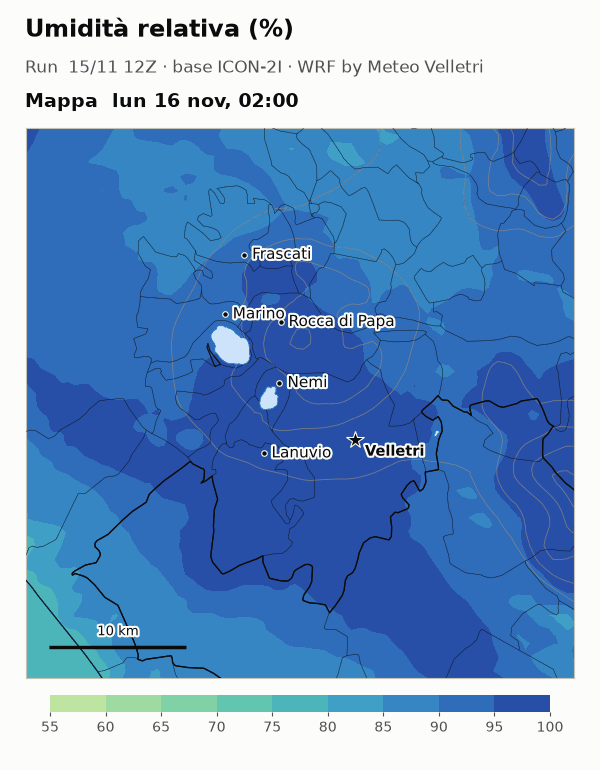 Umidità relativa (%)
Run  15/11 12Z · base ICON-2I · WRF by Meteo Velletri
Mappa  lun 16 nov, 02:00
Frascati
Marino
Rocca di Papa
Nemi
Velletri
Lanuvio
10 km
55 60 65 70 75 80 85 90 95 100